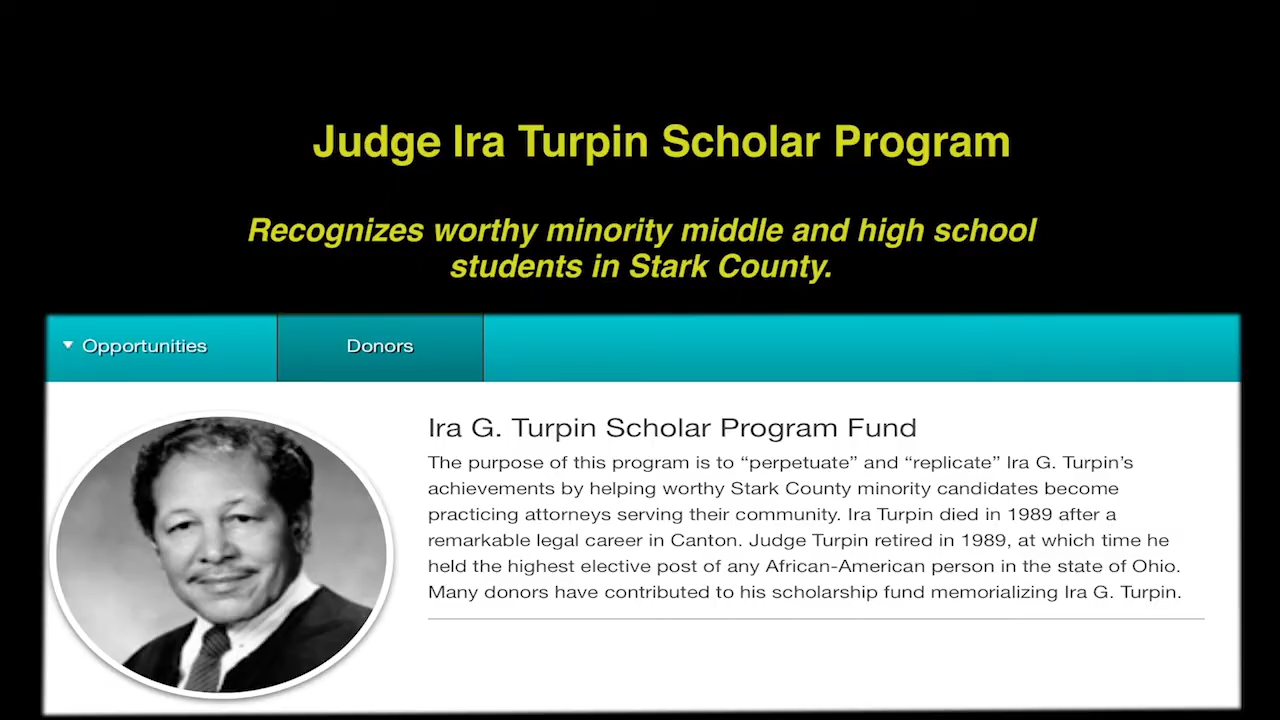 Judge Ira Turpin Scholar Program
Recognizes worthy minority middle and high school
students in Stark County.
Opportunities
Donors
Ira G. Turpin Scholar Program Fund
The purpose of this program is to “perpetuate” and “replicate” Ira G. Turpin’s
achievements by helping worthy Stark County minority candidates become
practicing attorneys serving their community. Ira Turpin died in 1989 after a
remarkable legal career in Canton. Judge Turpin retired in 1989, at which time he
held the highest elective post of any African-American person in the state of Ohio.
Many donors have contributed to his scholarship fund memorializing Ira G. Turpin.